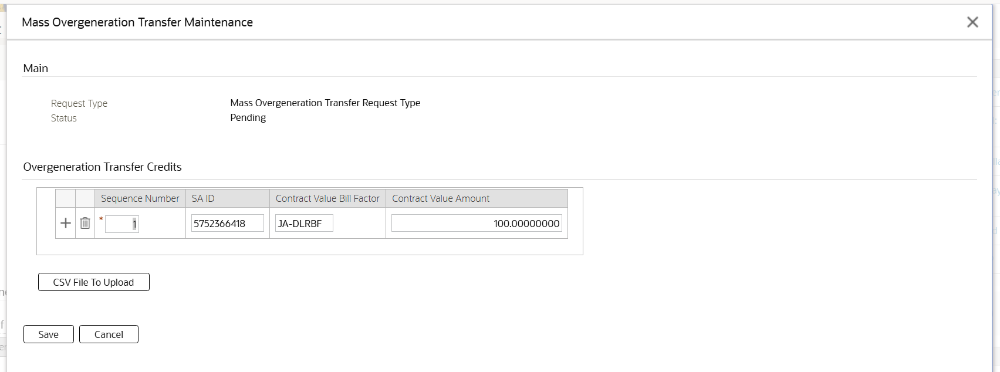 Mass Overgeneration Transfer Maintenance
Main
Request Type Mass Overgeneration Transfer Request Type
Status Pending
Overgeneration Transfer Credits
Sequence Number SA ID Contract Value Bill Factor Contract Value Amount
* 1 5752366418 JA-DLRBF 100.00000000
CSV File To Upload
Save Cancel